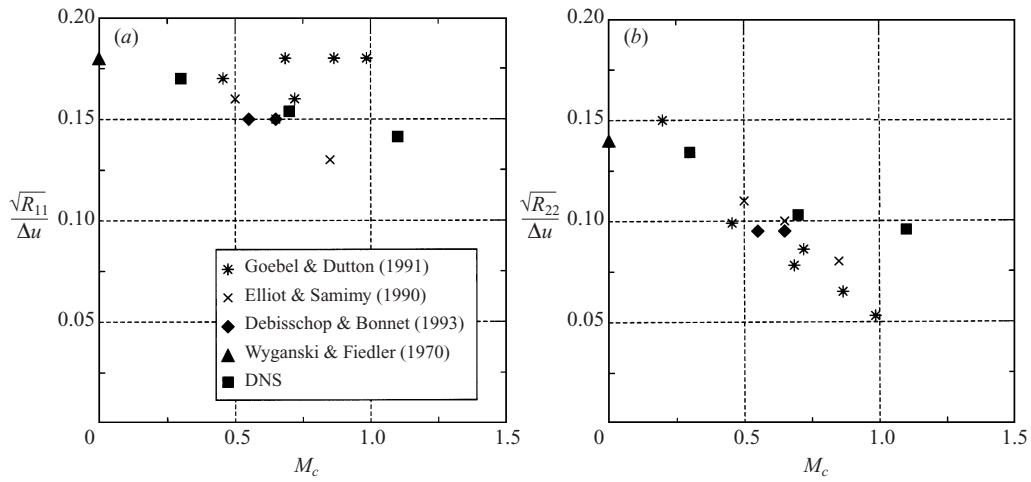 (a)
0.20
0.15
0.10
0.05
√R₁₁
Δu
0
0.5
1.0
1.5
M_c
Goebel & Dutton (1991)
Elliot & Samimy (1990)
Debisschop & Bonnet (1993)
Wyganski & Fiedler (1970)
DNS
(b)
0.20
0.15
0.10
0.05
√R₂₂
Δu
0
0.5
1.0
1.5
M_c